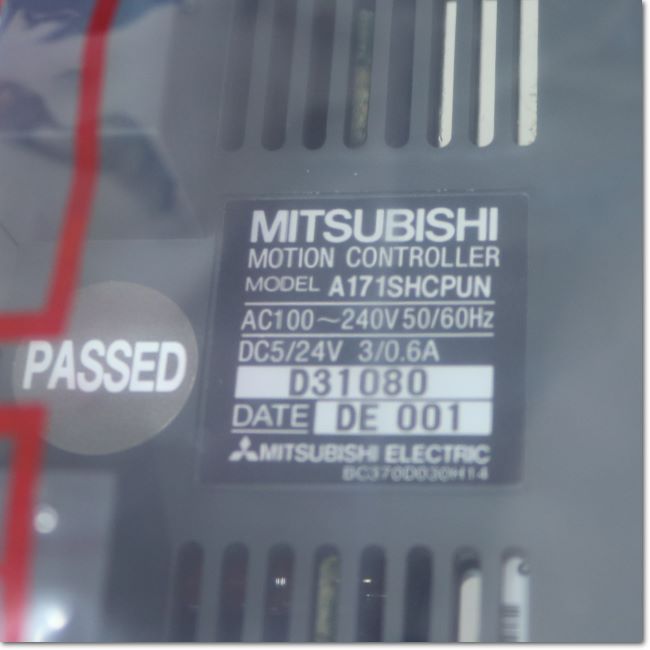 MITSUBISHI
MOTION CONTROLLER
MODEL A171SHCPUN
AC100~240V 50/60Hz
DC5/24V 3/0.6A
D31080
DATE DE 001
MITSUBISHI ELECTRIC
BC370D030H14
PASSED